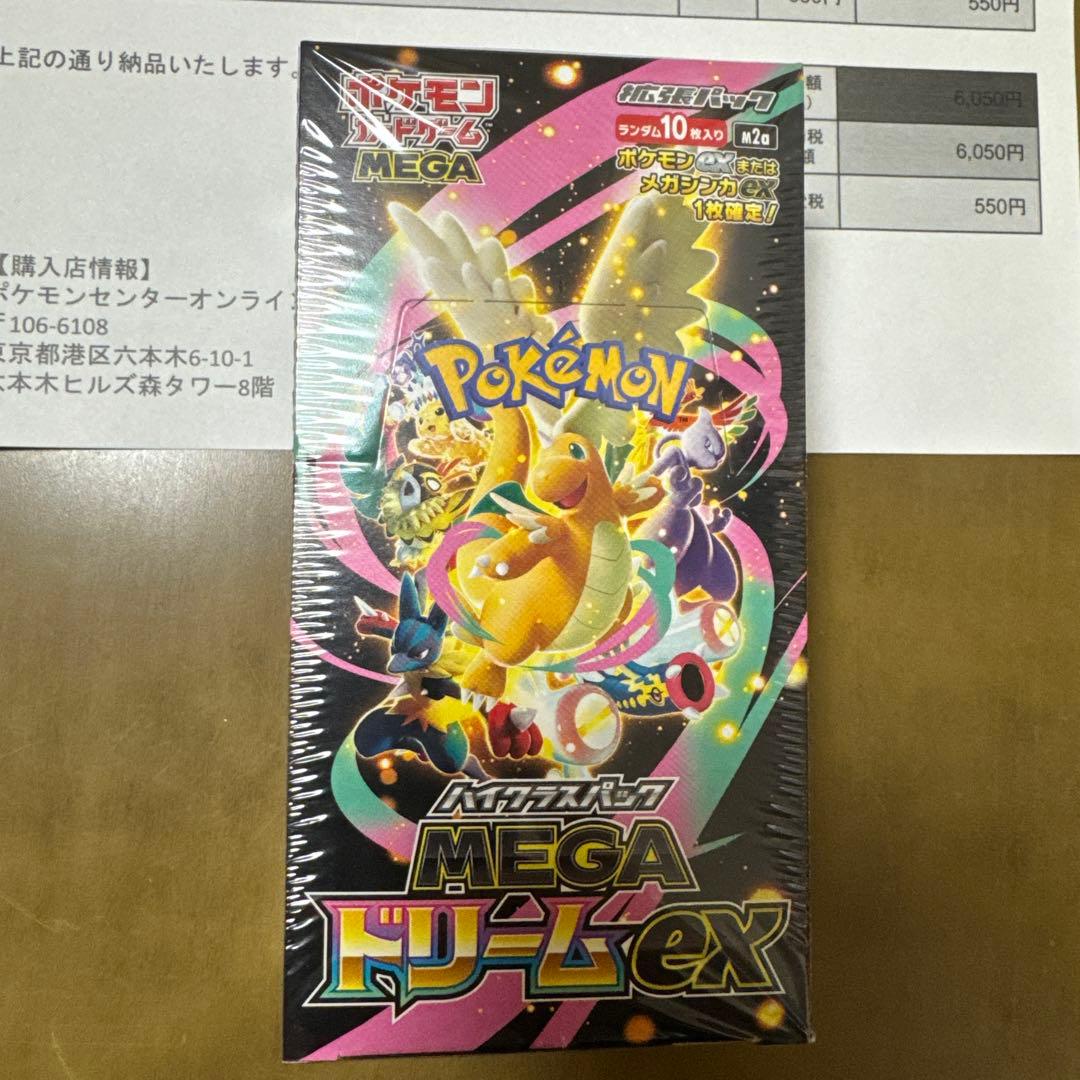 550円
上記の通り納品いたします。
額
6,050円
税
額
6,050円
税
550円
【購入店情報】
ポケモンセンターオンライン
〒106-6108
東京都港区六本木6-10-1
六本木ヒルズ森タワー8階
ポケモン
カードゲーム
MEGA
拡張パック
ランダム10枚入り M2a
ポケモンexまたは
メガシンカex
1枚確定!
POKéMON
ハイクラスパック
MEGA
ドリームex